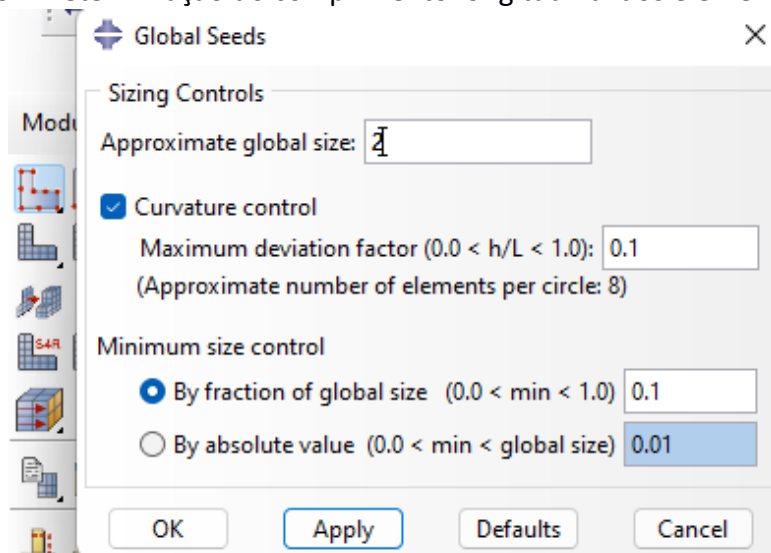 Global Seeds
Sizing Controls
Modu
Approximate global size: 2
Curvature control
Maximum deviation factor (0.0 < h/L < 1.0): 0.1
(Approximate number of elements per circle: 8)
S4R
Minimum size control
By fraction of global size (0.0 < min < 1.0) 0.1
By absolute value (0.0 < min < global size) 0.01
OK Apply Defaults Cancel